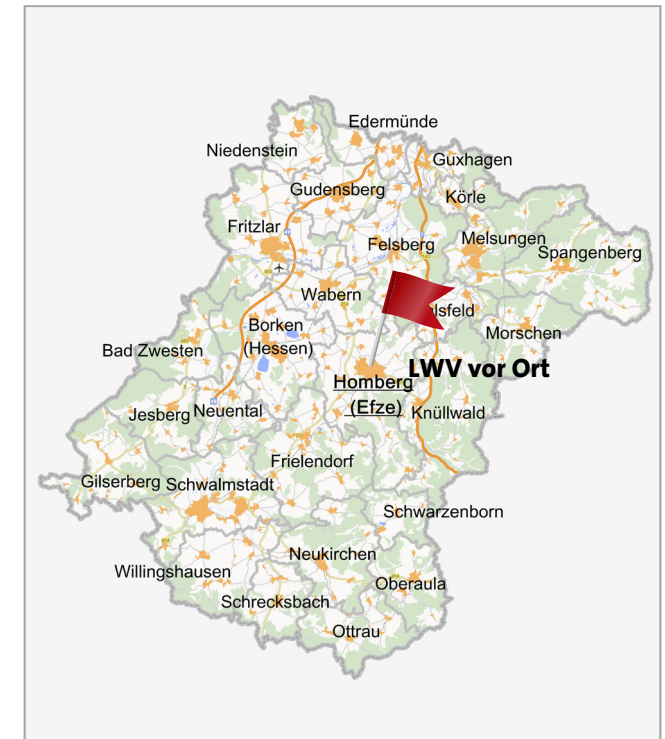 Edermünde
Niedenstein
Guxhagen
Gudensberg
Körle
Fritzlar
Felsberg
Melsungen
Spangenberg
Wabern
lsfeld
Borken
(Hessen)
Morschen
Bad Zwesten
LWV vor Ort
Homberg
(Efze)
Jesberg
Neuental
Knüllwald
Frielendorf
Gilserberg
Schwalmstadt
Schwarzenborn
Neukirchen
Willingshausen
Oberaula
Schrecksbach
Ottrau